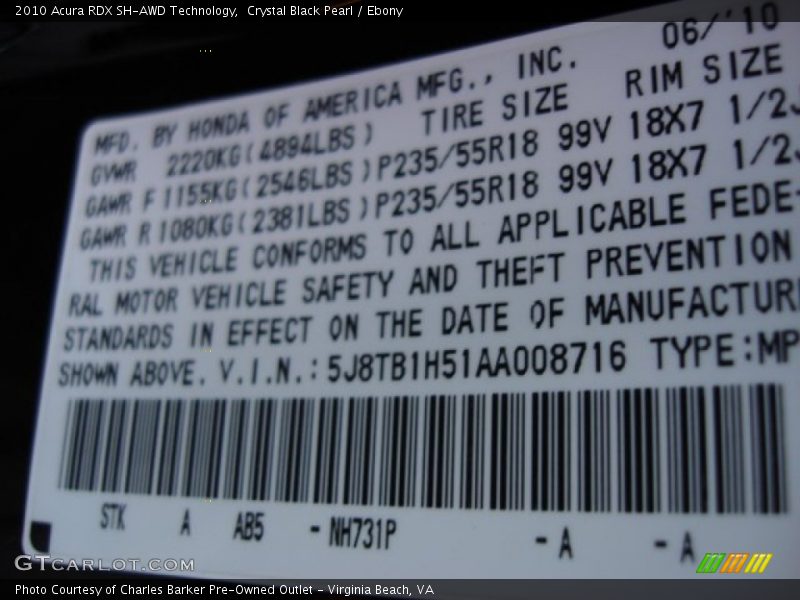 2010 Acura RDX SH-AWD Technology,  Crystal Black Pearl / Ebony
06/'10
MFD. BY HONDA OF AMERICA MFG., INC.
GVWR 2220KG(4894LBS) TIRE SIZE RIM SIZE
GAWR F 1155KG(2546LBS)P235/55R18 99V 18X7 1/2J
GAWR R 1080KG(2381LBS)P235/55R18 99V 18X7 1/2J
THIS VEHICLE CONFORMS TO ALL APPLICABLE FEDE-
RAL MOTOR VEHICLE SAFETY AND THEFT PREVENTION
STANDARDS IN EFFECT ON THE DATE OF MANUFACTURE
SHOWN ABOVE. V.I.N.:5J8TB1H51AA008716 TYPE:MP
STK A AB5 -NH731P -A -A
GTCARLOT.COM
Photo Courtesy of Charles Barker Pre-Owned Outlet - Virginia Beach, VA